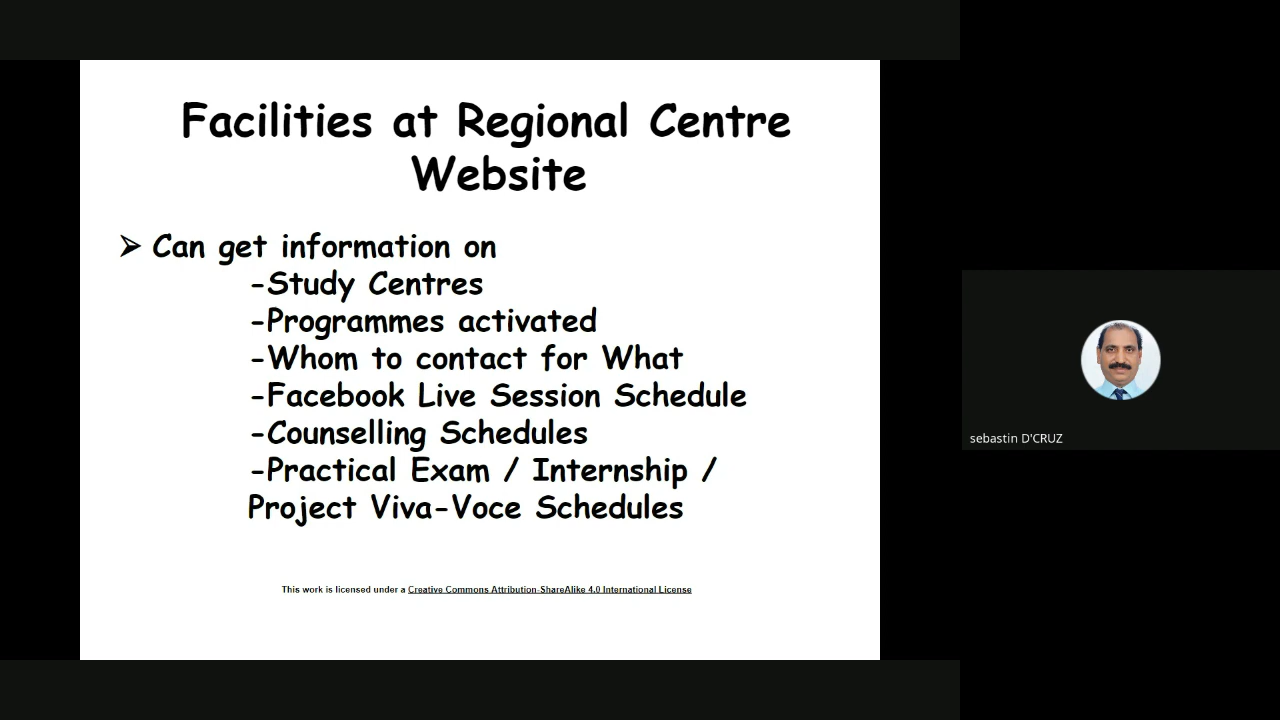 Facilities at Regional Centre
Website
➢ Can get information on
-Study Centres
-Programmes activated
-Whom to contact for What
-Facebook Live Session Schedule
-Counselling Schedules
-Practical Exam / Internship /
Project Viva-Voce Schedules
This work is licensed under a Creative Commons Attribution-ShareAlike 4.0 International License
sebastin D'CRUZ